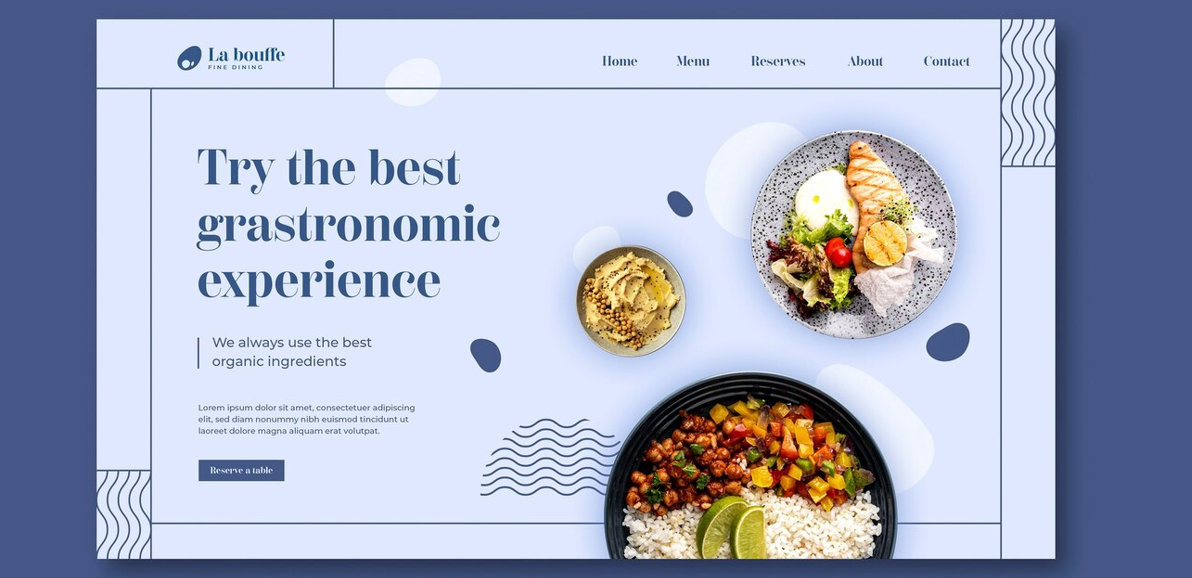 La bouffe
FINE DINING
Home Menu Reserves About Contact
Try the best
grastronomic
experience
We always use the best
organic ingredients
Lorem ipsum dolor sit amet, consectetuer adipiscing
elit, sed diam nonummy nibh euismod tincidunt ut
laoreet dolore magna aliquam erat volutpat.
Reserve a table